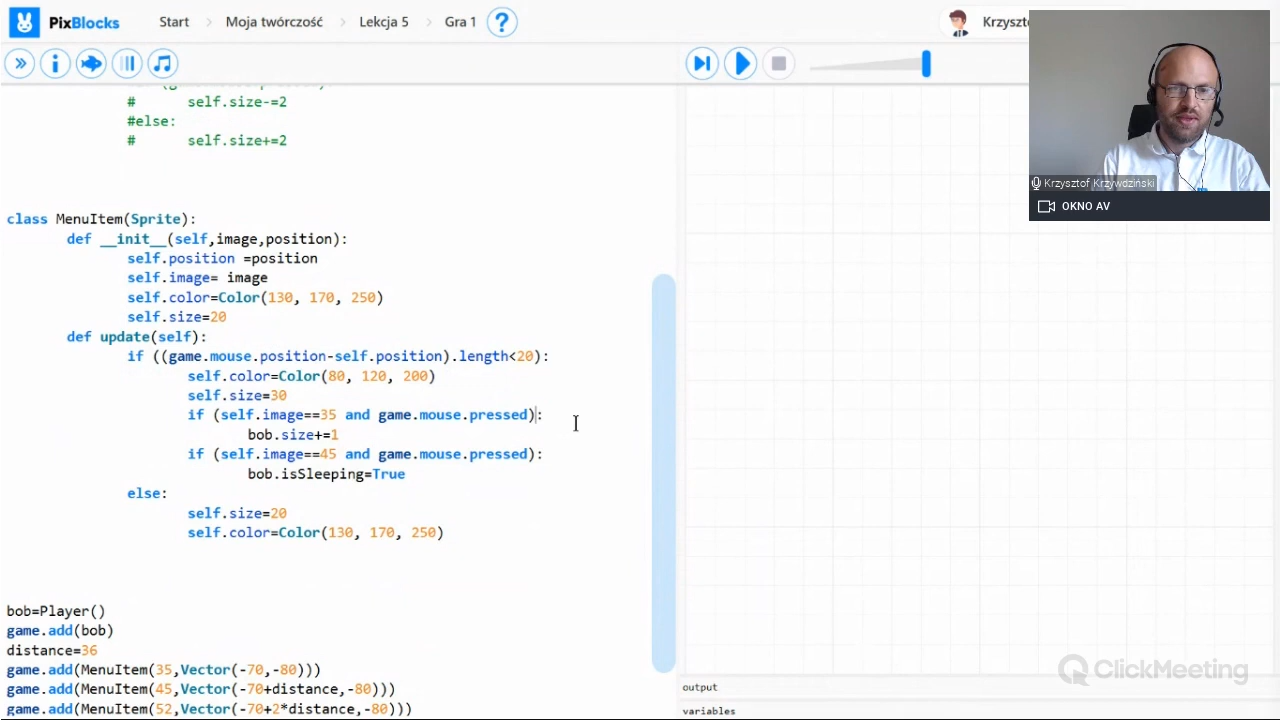 PixBlocks
Start
Moja twórczość
Lekcja 5
Gra 1
?
#        self.size-=2
#else:
#        self.size+=2
class MenuItem(Sprite):
def __init__(self,image,position):
self.position =position
self.image= image
self.color=Color(130, 170, 250)
self.size=20
def update(self):
if ((game.mouse.position-self.position).length<20):
self.color=Color(80, 120, 200)
self.size=30
if (self.image==35 and game.mouse.pressed):
bob.size+=1
if (self.image==45 and game.mouse.pressed):
bob.isSleeping=True
else:
self.size=20
self.color=Color(130, 170, 250)
bob=Player()
game.add(bob)
distance=36
game.add(MenuItem(35,Vector(-70,-80)))
game.add(MenuItem(45,Vector(-70+distance,-80)))
game.add(MenuItem(52,Vector(-70+2*distance,-80)))
Krzysztof Krzywdziński
OKNO AV
ClickMeeting
output
variables